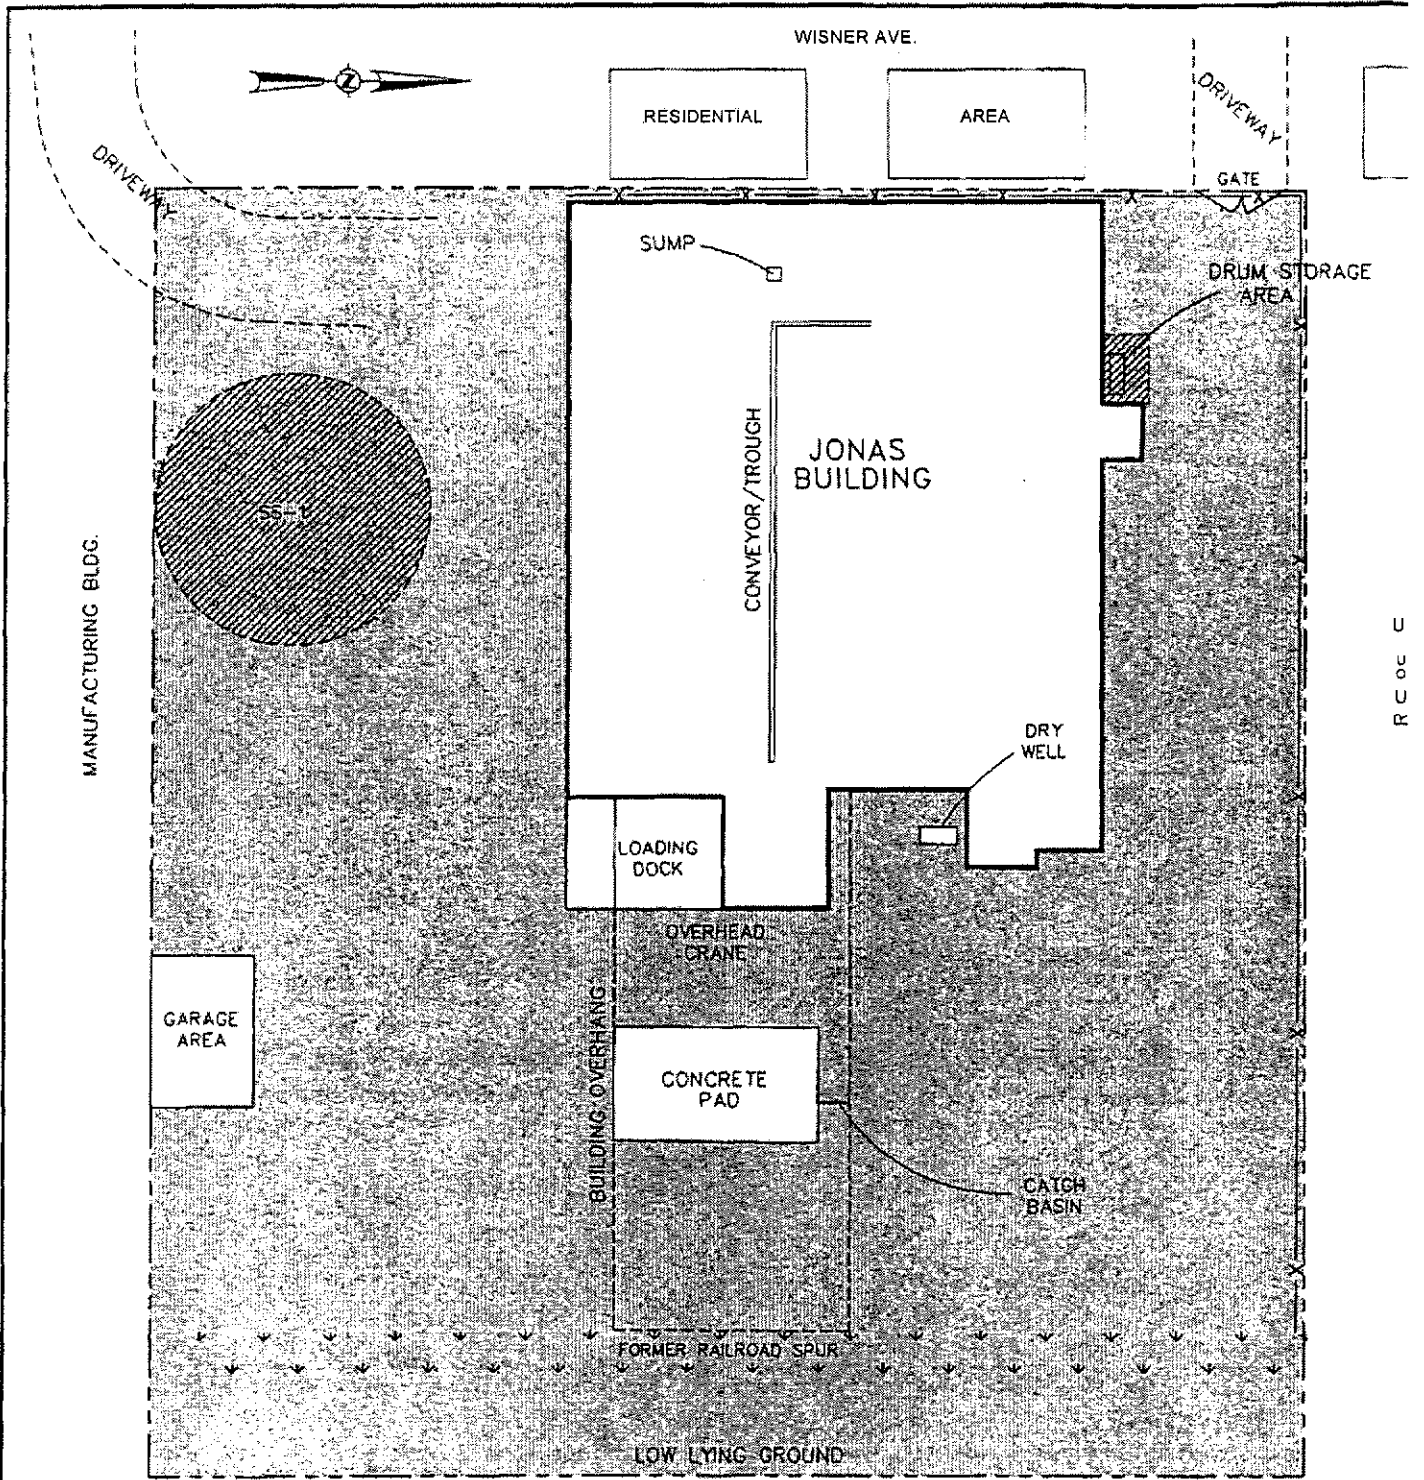 WISNER AVE.
Z
RESIDENTIAL
AREA
DRIVEWAY
DRIVEWAY
GATE
SUMP
DRUM STORAGE
AREA
JONAS
BUILDING
CONVEYOR/TROUGH
SS-1
MANUFACTURING BLDG.
DRY
WELL
LOADING
DOCK
OVERHEAD
CRANE
GARAGE
AREA
BUILDING OVERHANG
CONCRETE
PAD
CATCH
BASIN
FORMER RAILROAD SPUR
LOW LYING GROUND